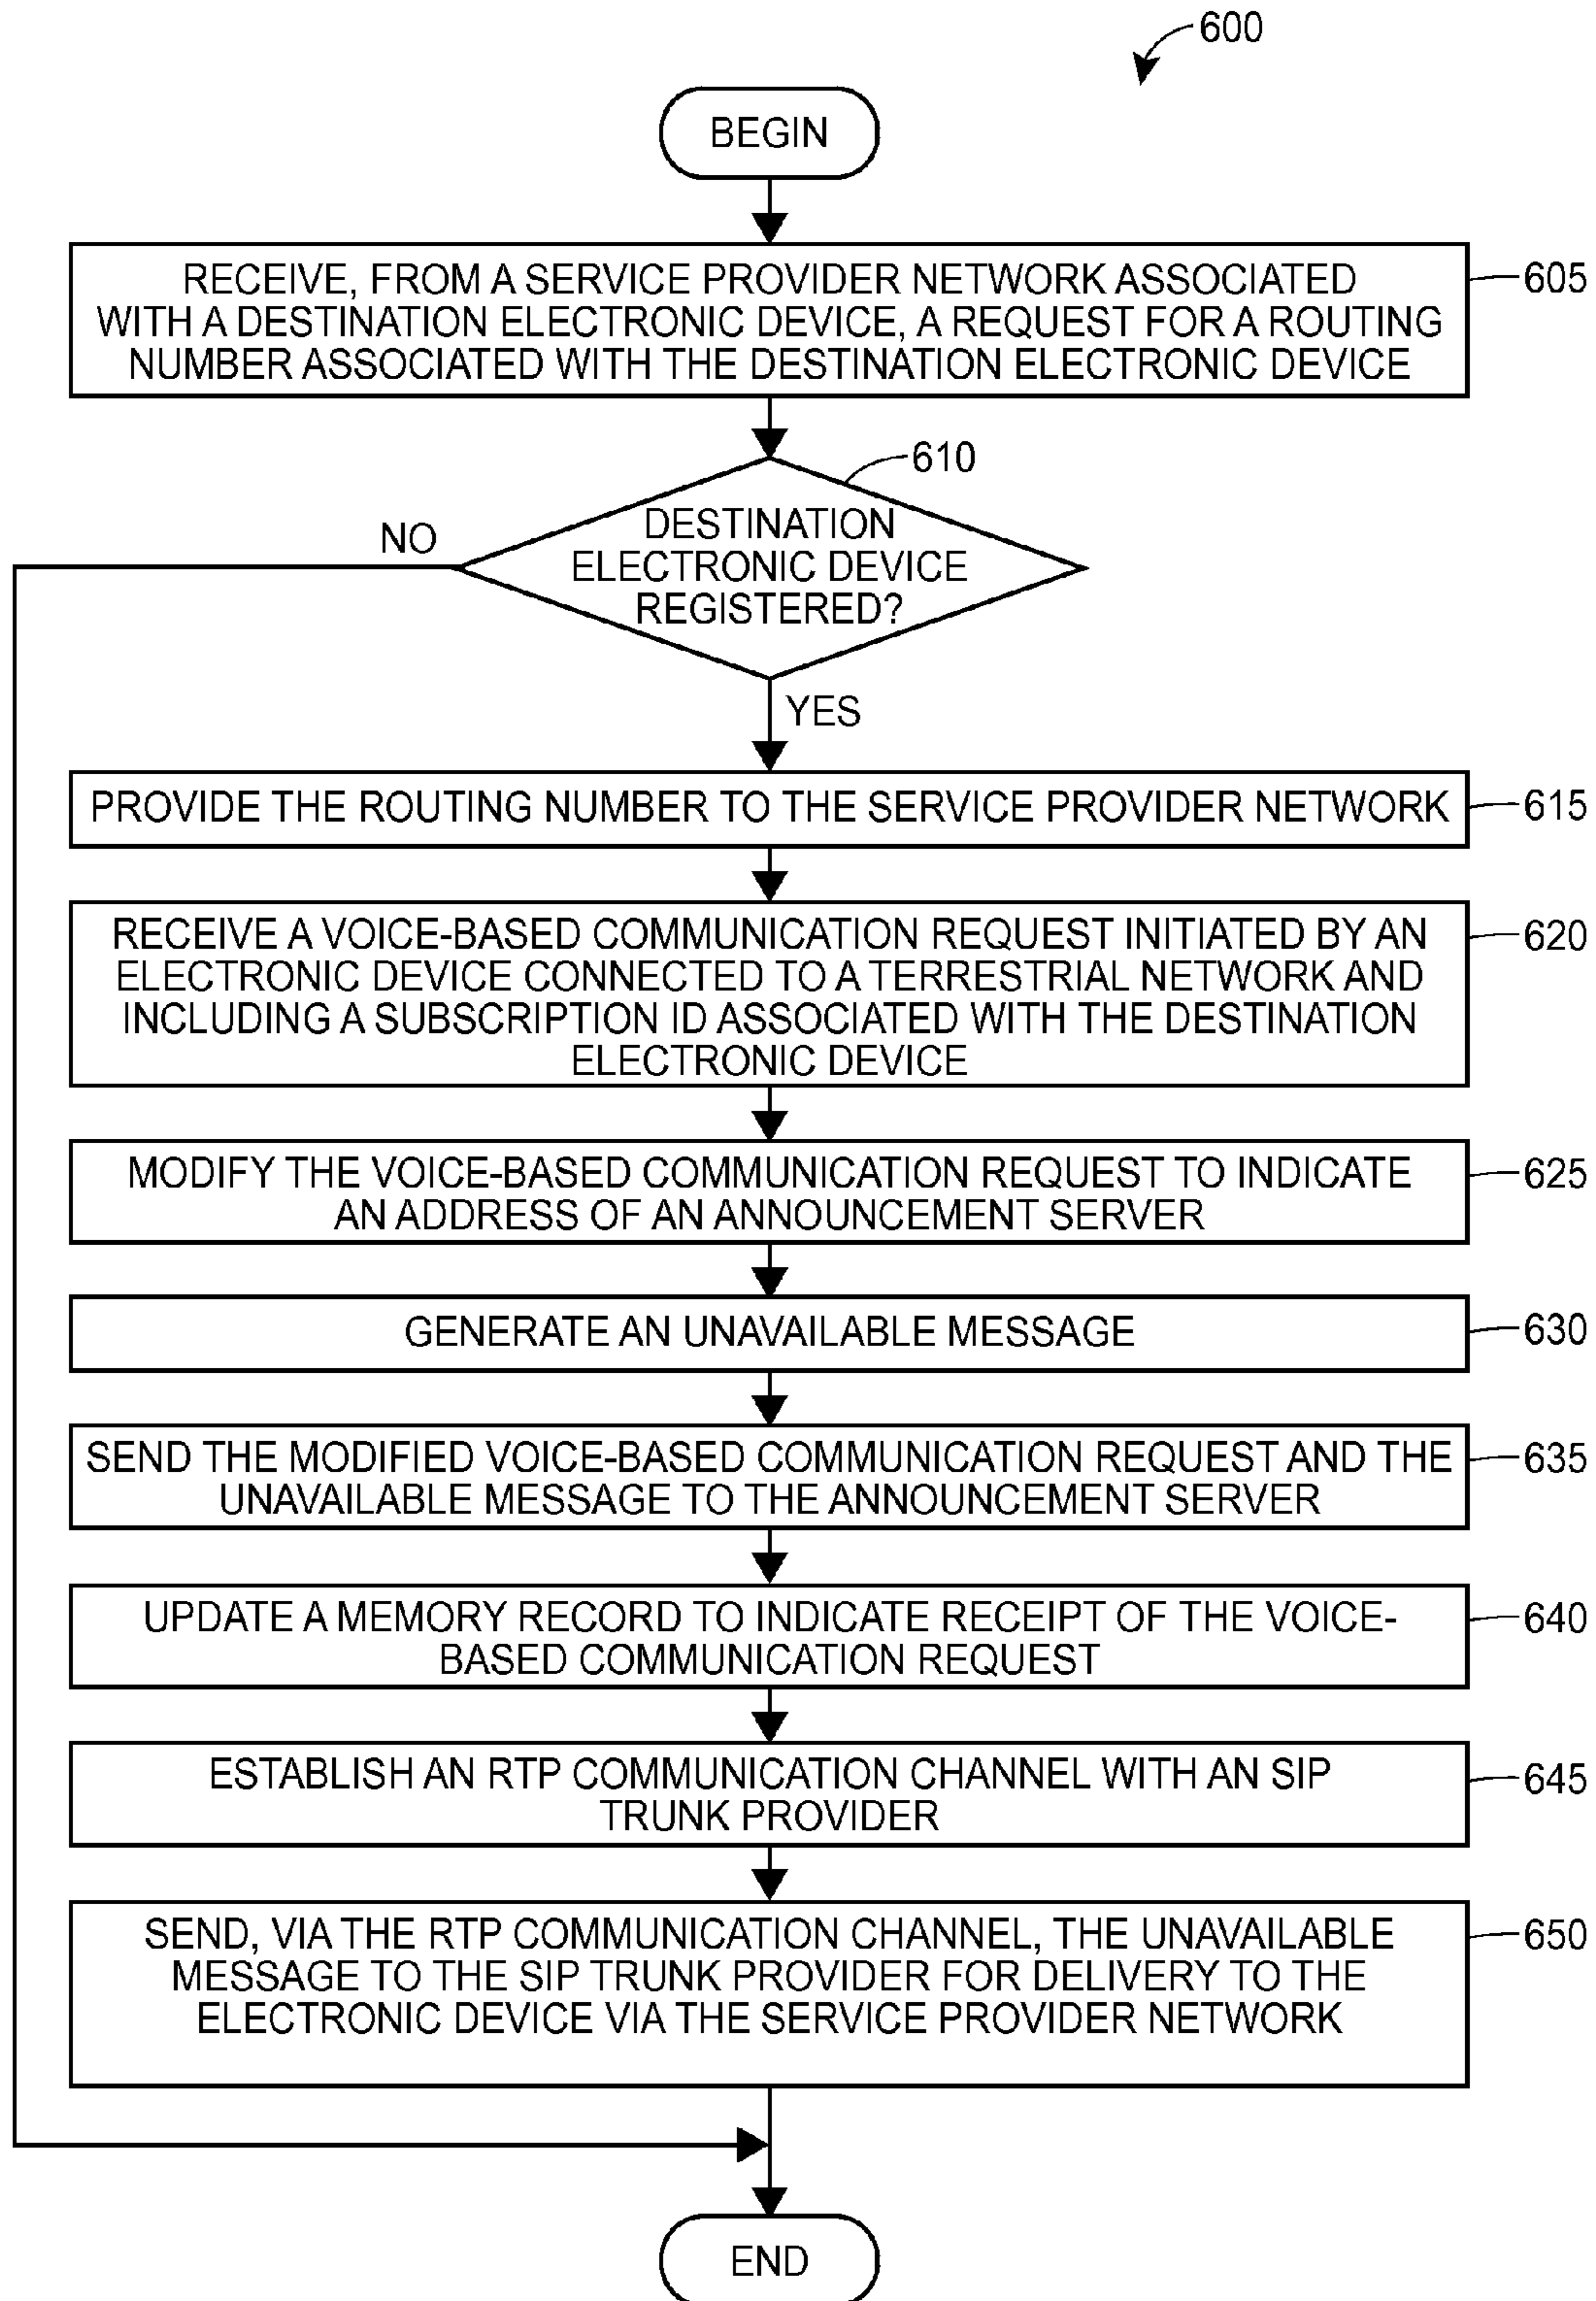 600
BEGIN
RECEIVE, FROM A SERVICE PROVIDER NETWORK ASSOCIATED
WITH A DESTINATION ELECTRONIC DEVICE, A REQUEST FOR A ROUTING
NUMBER ASSOCIATED WITH THE DESTINATION ELECTRONIC DEVICE
605
610
DESTINATION
ELECTRONIC DEVICE
REGISTERED?
NO
YES
PROVIDE THE ROUTING NUMBER TO THE SERVICE PROVIDER NETWORK
615
RECEIVE A VOICE-BASED COMMUNICATION REQUEST INITIATED BY AN
ELECTRONIC DEVICE CONNECTED TO A TERRESTRIAL NETWORK AND
INCLUDING A SUBSCRIPTION ID ASSOCIATED WITH THE DESTINATION
ELECTRONIC DEVICE
620
MODIFY THE VOICE-BASED COMMUNICATION REQUEST TO INDICATE
AN ADDRESS OF AN ANNOUNCEMENT SERVER
625
GENERATE AN UNAVAILABLE MESSAGE
630
SEND THE MODIFIED VOICE-BASED COMMUNICATION REQUEST AND THE
UNAVAILABLE MESSAGE TO THE ANNOUNCEMENT SERVER
635
UPDATE A MEMORY RECORD TO INDICATE RECEIPT OF THE VOICE-
BASED COMMUNICATION REQUEST
640
ESTABLISH AN RTP COMMUNICATION CHANNEL WITH AN SIP
TRUNK PROVIDER
645
SEND, VIA THE RTP COMMUNICATION CHANNEL, THE UNAVAILABLE
MESSAGE TO THE SIP TRUNK PROVIDER FOR DELIVERY TO THE
ELECTRONIC DEVICE VIA THE SERVICE PROVIDER NETWORK
650
END